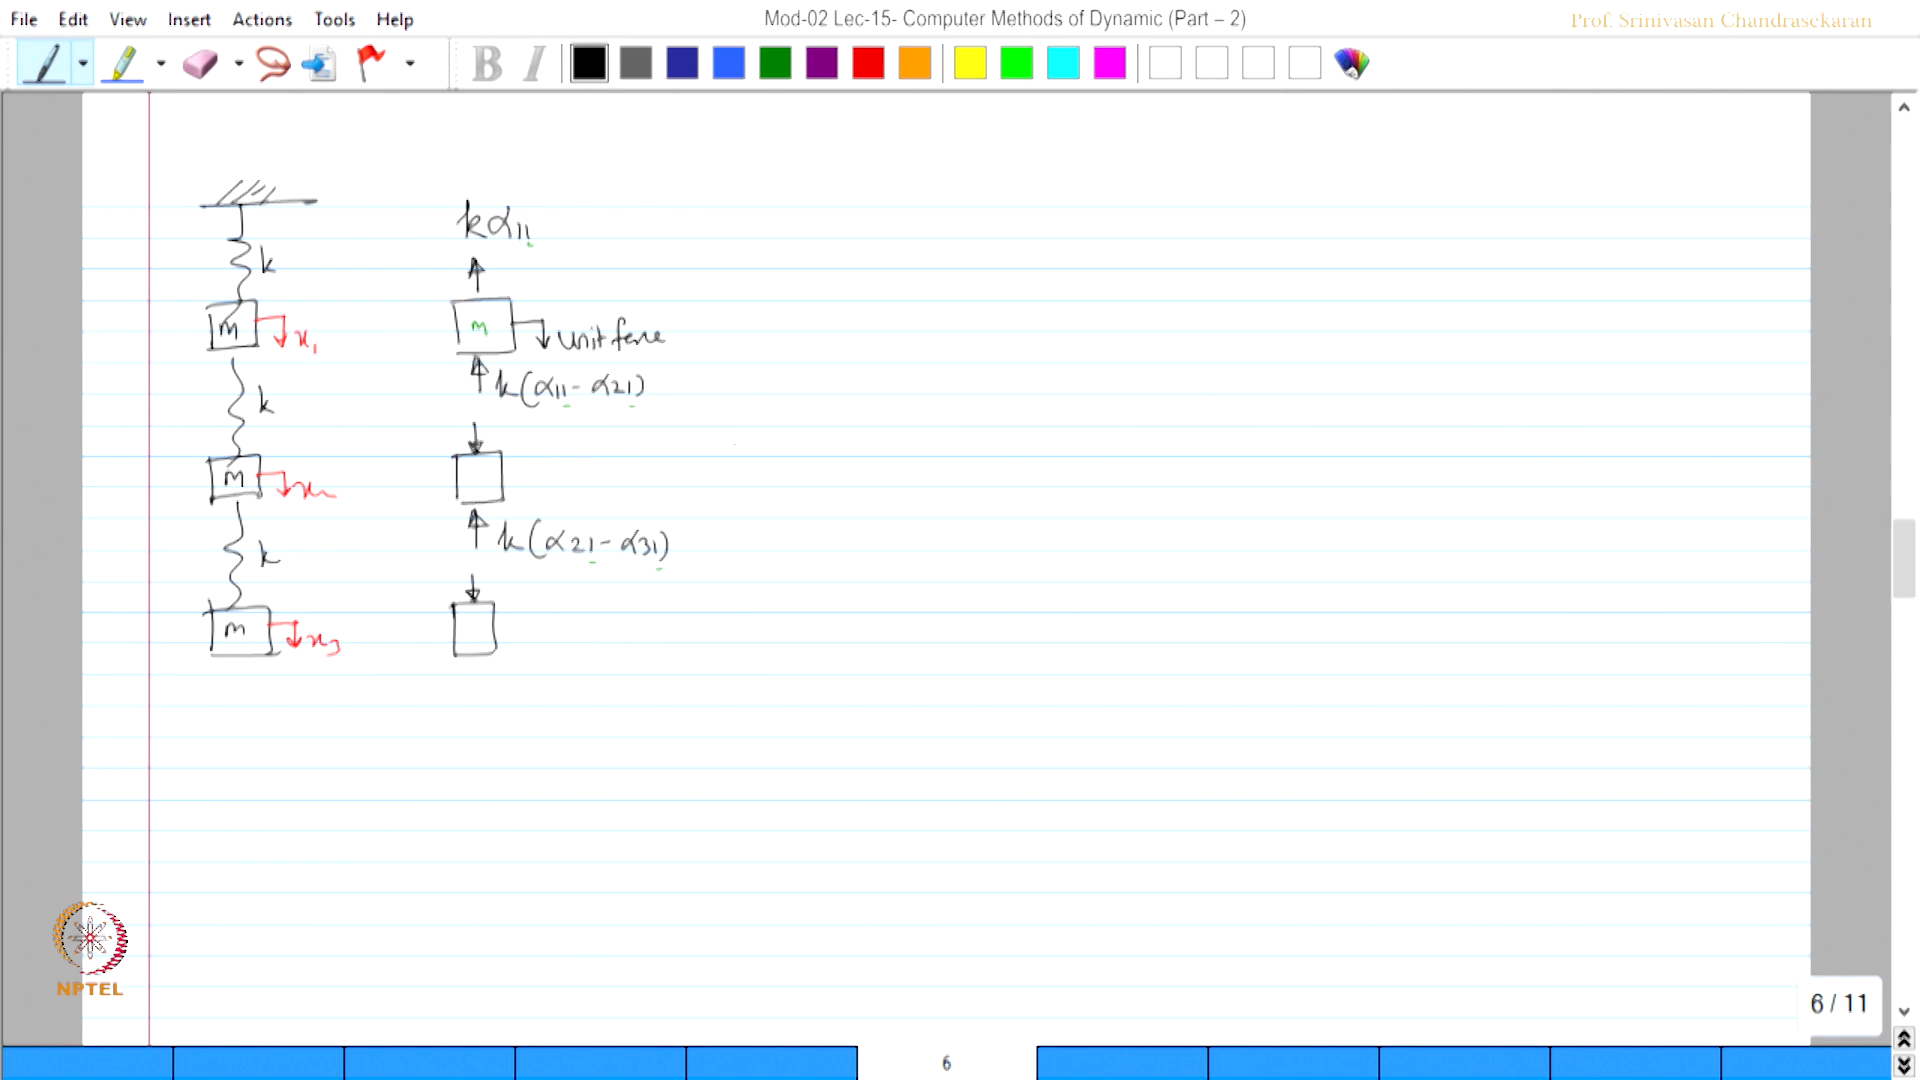 File Edit View Insert Actions Tools Help
Mod-02 Lec-15- Computer Methods of Dynamic (Part – 2)
Prof. Srinivasan Chandrasekaran
B I
kα11
k
m
x1
m
unit force
k(α11 - α21)
k
m
x2
k(α21 - α31)
k
m
x3
NPTEL
6 / 11
6